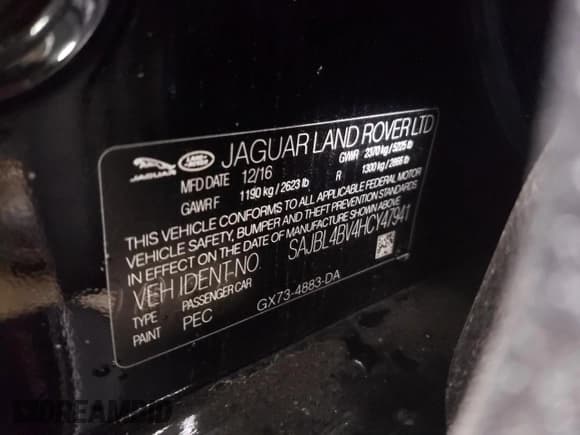 JAGUAR LAND ROVER LTD
JAGUAR
MFD DATE 12/16 GVWR 2370 kg / 5225 lb
GAWR F 1190 kg / 2623 lb R 1300 kg / 2866 lb
THIS VEHICLE CONFORMS TO ALL APPLICABLE FEDERAL MOTOR
VEHICLE SAFETY, BUMPER AND THEFT PREVENTION STANDARDS
IN EFFECT ON THE DATE OF MANUFACTURE SHOWN ABOVE
VEH IDENT-NO. SAJBL4BV4HCY47941
TYPE PASSENGER CAR
PAINT PEC GX73-4883-DA
DREAMBID